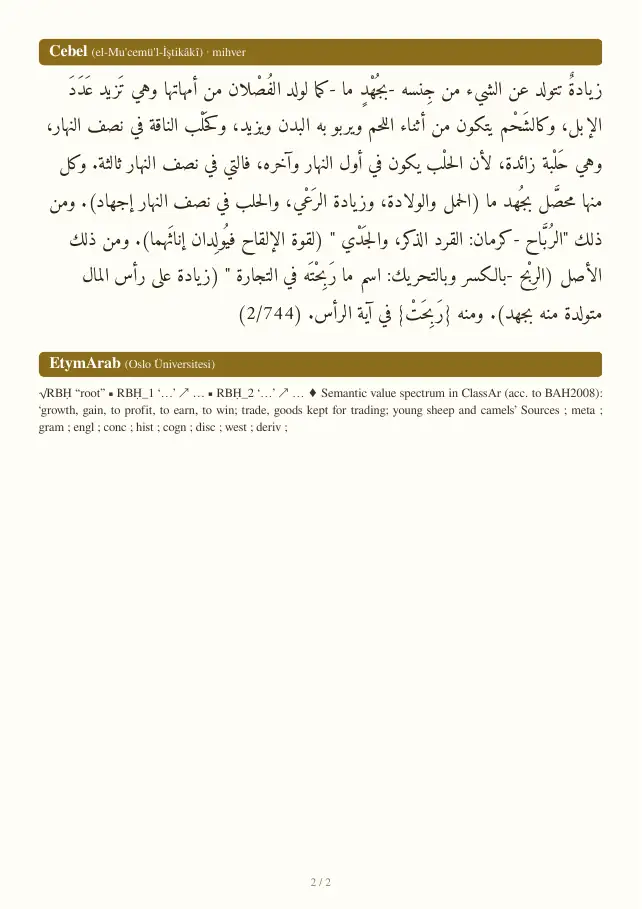 Cebel (el-Mu'cemü'l-İştikākī) · mihver
زيادةٌ تتولد عن الشيء من جِنسه -بجُهْدٍ ما -كما لولد الفُصْلان من أمهاتها وهي تَزيد عَدَدَ
الإبل، وكالشَحْم يتكون من أثناء اللحم ويربو به البدن ويزيد، وكحَلْب الناقة في نصف النهار،
وهي حَلْبة زائدة، لأن الحلْب يكون في أول النهار وآخره، فالتي في نصف النهار ثالثة. وكل
منها محصَّل بجُهد ما (الحمل والولادة، وزيادة الرَعْي، والحلب في نصف النهار إجهاد). ومن
ذلك "الرُبَّاح -كرمان: القرد الذكر، والجَدْي " (لقوة الإلقاح فيُولِدان إناثَهما). ومن ذلك
الأصل (الرِبْح -بالكسر وبالتحريك: اسم ما رَبِحْتَه في التجارة " (زيادة على رأس المال
متولدة منه بجهد). ومنه {رَبِحَتْ} في آية الرأس. (2/744)
EtymArab (Oslo Üniversitesi)
√RBḤ “root” ▪ RBḤ_1 ‘…’ ↗ … ▪ RBḤ_2 ‘…’ ↗ … ♦ Semantic value spectrum in ClassAr (acc. to BAH2008):
‘growth, gain, to profit, to earn, to win; trade, goods kept for trading; young sheep and camels’ Sources ; meta ;
gram ; engl ; conc ; hist ; cogn ; disc ; west ; deriv ;
2 / 2